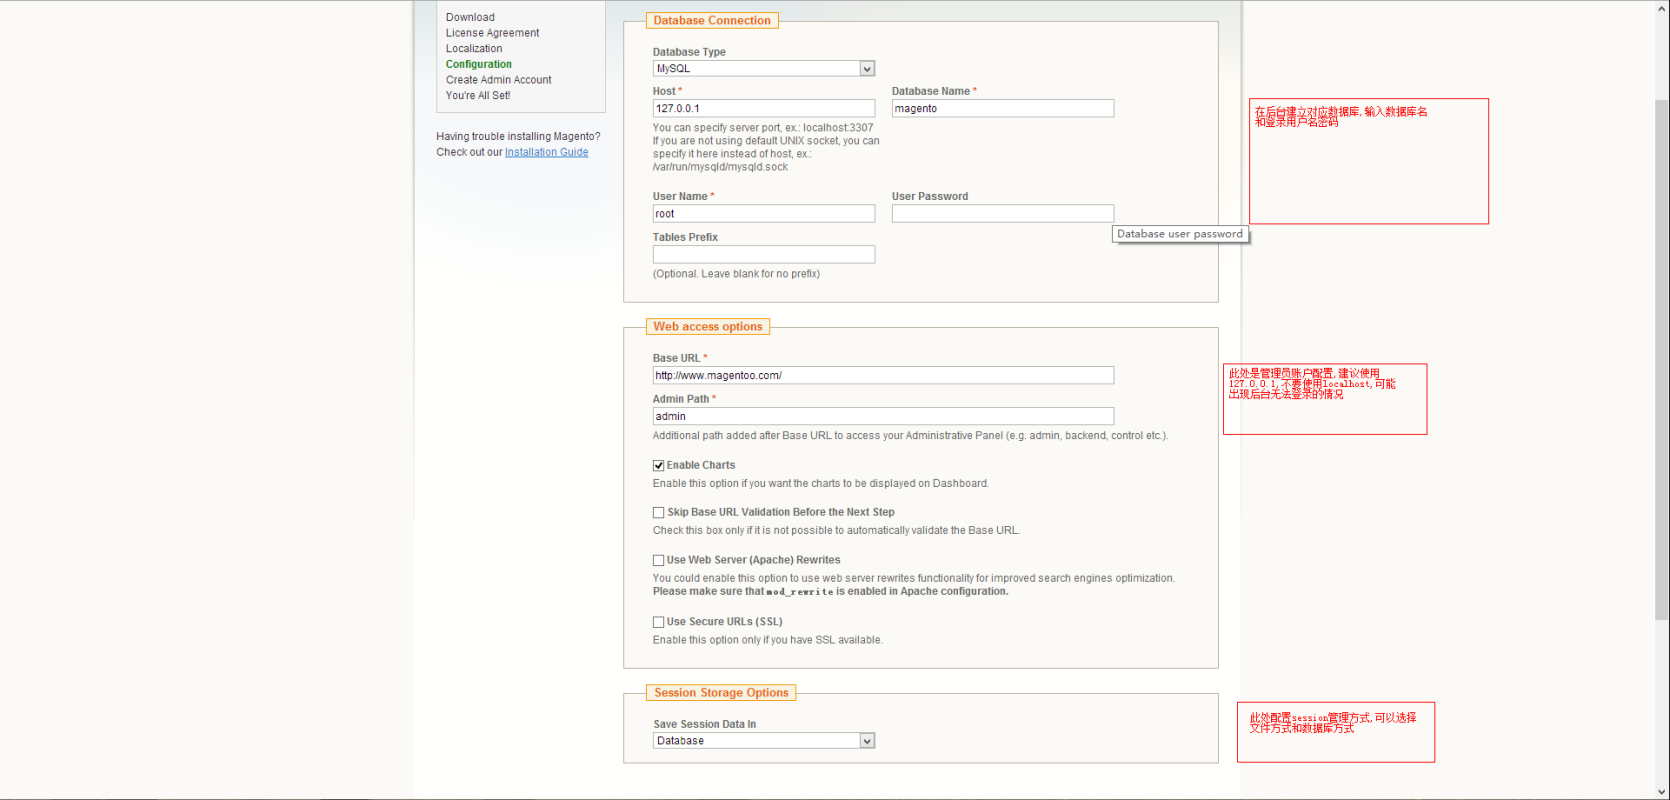 Download
License Agreement
Localization
Configuration
Create Admin Account
You're All Set!
Having trouble installing Magento?
Check out our Installation Guide
Database Connection
Database Type
MySQL
Host *
Database Name *
127.0.0.1
magento
You can specify server port, ex.: localhost:3307
If you are not using default UNIX socket, you can
specify it here instead of host, ex.:
/var/run/mysqld/mysqld.sock
User Name *
User Password
root
Database user password
Tables Prefix
(Optional. Leave blank for no prefix)
在后台建立对应数据库,输入数据库名
和登录用户名密码
Web access options
Base URL *
http://www.magentoo.com/
Admin Path *
admin
Additional path added after Base URL to access your Administrative Panel (e.g. admin, backend, control etc.).
Enable Charts
Enable this option if you want the charts to be displayed on Dashboard.
Skip Base URL Validation Before the Next Step
Check this box only if it is not possible to automatically validate the Base URL.
Use Web Server (Apache) Rewrites
You could enable this option to use web server rewrites functionality for improved search engines optimization.
Please make sure that mod_rewrite is enabled in Apache configuration.
Use Secure URLs (SSL)
Enable this option only if you have SSL available.
此处是管理员账户配置,建议使用
127.0.0.1,不要使用localhost,可能
出现后台无法登录的情况
Session Storage Options
Save Session Data In
Database
此处配置session管理方式,可以选择
文件方式和数据库方式